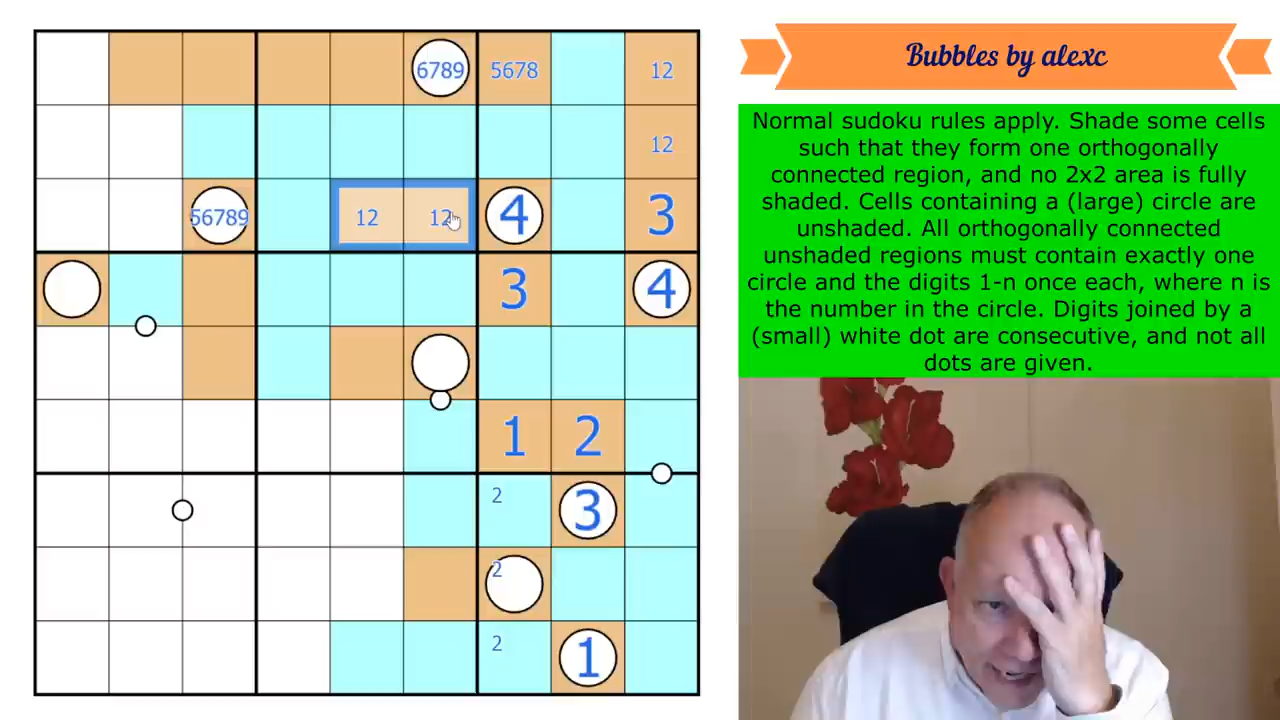 Bubbles by alexc
Normal sudoku rules apply. Shade some cells
such that they form one orthogonally
connected region, and no 2x2 area is fully
shaded. Cells containing a (large) circle are
unshaded. All orthogonally connected
unshaded regions must contain exactly one
circle and the digits 1-n once each, where n is
the number in the circle. Digits joined by a
(small) white dot are consecutive, and not all
dots are given.
6789 5678 12
12
56789 12 12 4 3
3 4
1 2
2 3
2
2 1